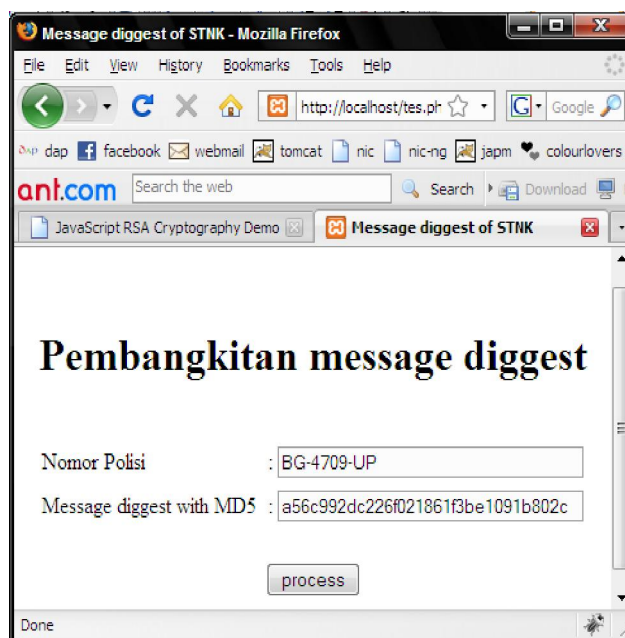 Message diggest of STNK - Mozilla Firefox
File Edit View History Bookmarks Tools Help
http://localhost/tes.ph G Google
DAP dap facebook webmail tomcat nic nic-ng japm colourlovers
ant.com Search the web Search Download
JavaScript RSA Cryptography Demo Message diggest of STNK
Pembangkitan message diggest
Nomor Polisi : BG-4709-UP
Message diggest with MD5 : a56c992dc226f021861f3be1091b802c
process
Done